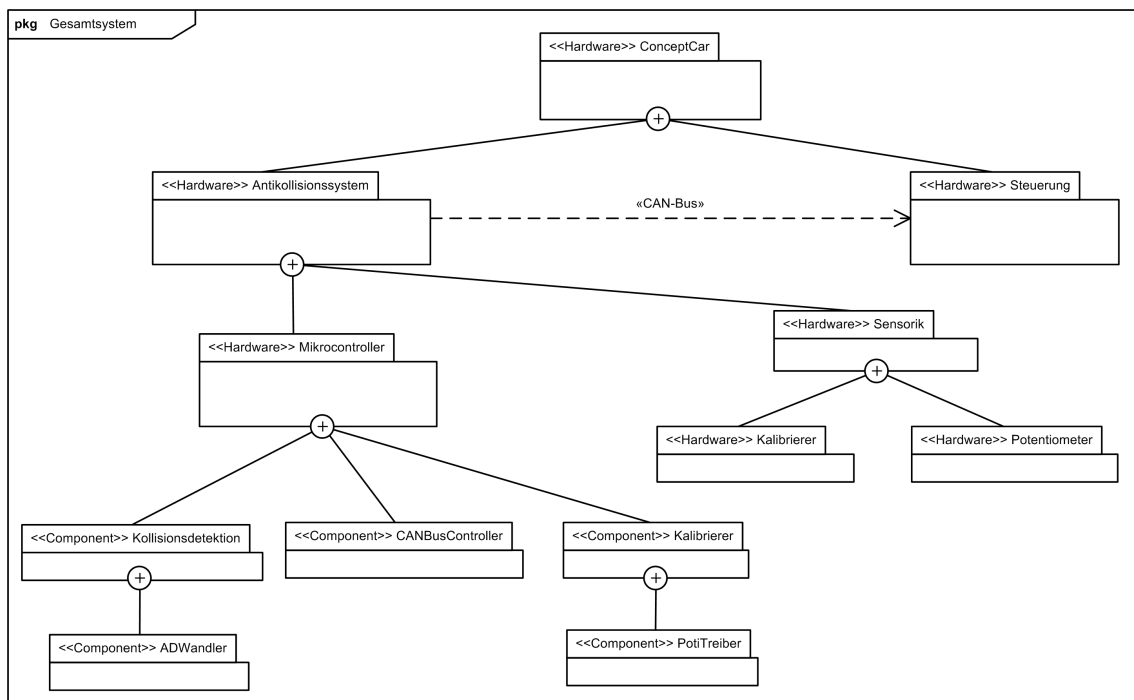 pkg Gesamtsystem
<<Hardware>> ConceptCar
<<Hardware>> Antikollisionssystem
<<Hardware>> Steuerung
«CAN-Bus»
<<Hardware>> Sensorik
<<Hardware>> Mikrocontroller
<<Hardware>> Kalibrierer
<<Hardware>> Potentiometer
<<Component>> Kollisionsdetektion
<<Component>> CANBusController
<<Component>> Kalibrierer
<<Component>> ADWandler
<<Component>> PotiTreiber